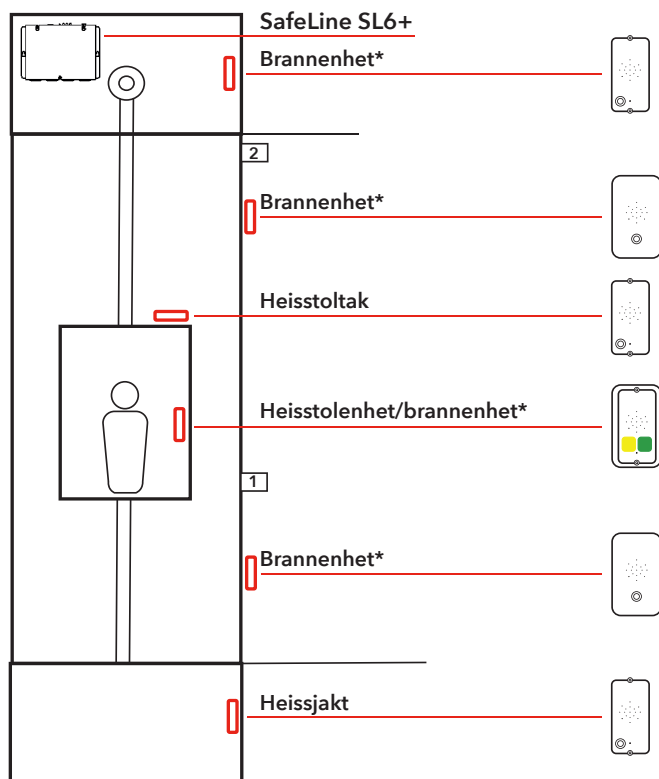 SafeLine SL6+
Brannenhet*
2
Brannenhet*
Heisstoltak
Heisstolenhet/brannenhet*
1
Brannenhet*
Heissjakt